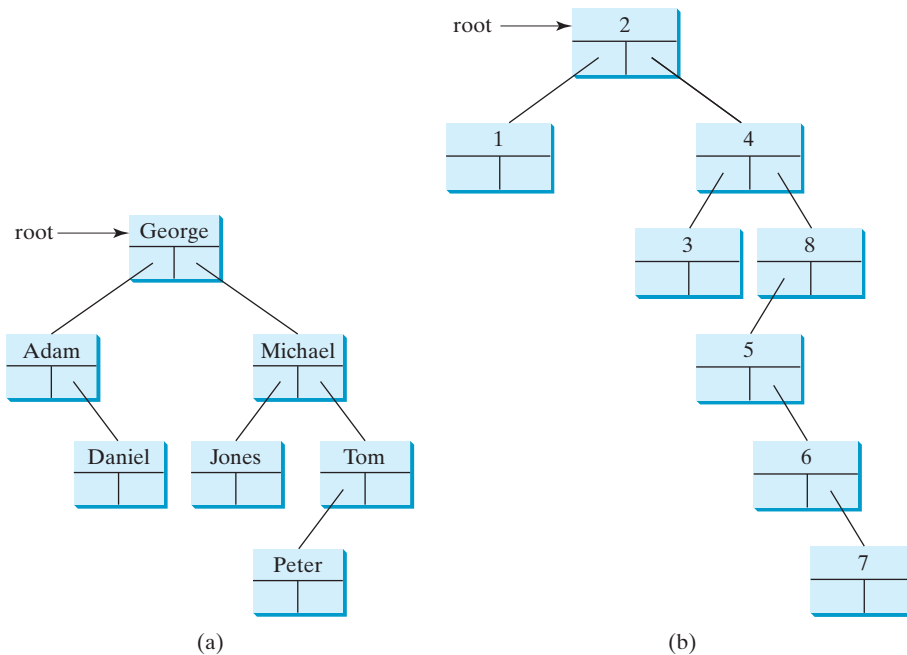 root
George
Adam
Michael
Daniel
Jones
Tom
Peter
(a)
root
2
1
4
3
8
5
6
7
(b)